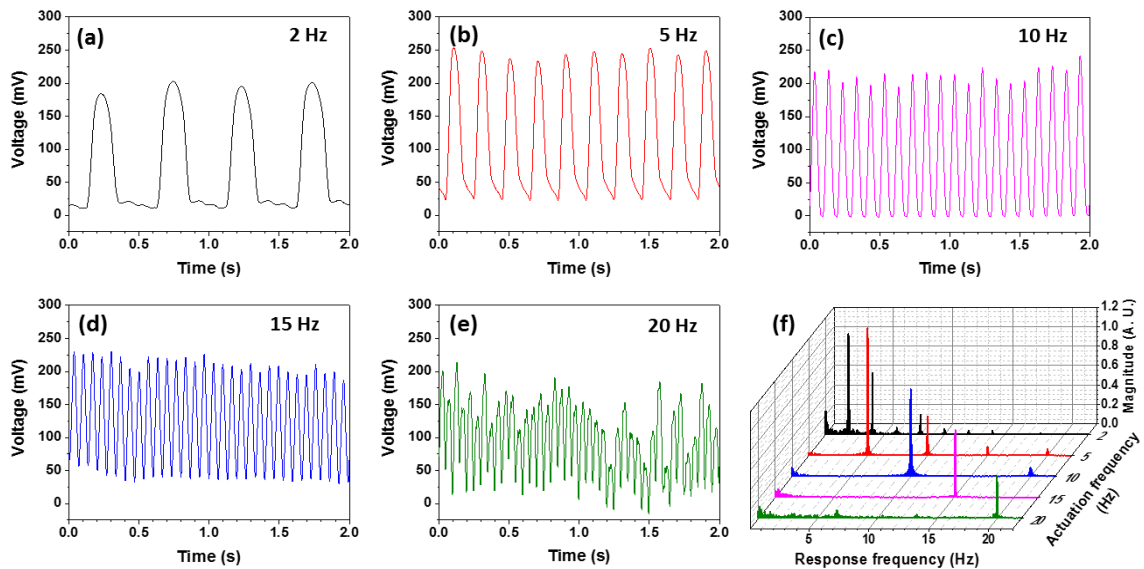 (a) 2 Hz
300
250
200
150
100
50
0
Voltage (mV)
0.0 0.5 1.0 1.5 2.0
Time (s)
(b) 5 Hz
300
250
200
150
100
50
0
Voltage (mV)
0.0 0.5 1.0 1.5 2.0
Time (s)
(c) 10 Hz
300
250
200
150
100
50
0
Voltage (mV)
0.0 0.5 1.0 1.5 2.0
Time (s)
(d) 15 Hz
300
250
200
150
100
50
0
Voltage (mV)
0.0 0.5 1.0 1.5 2.0
Time (s)
(e) 20 Hz
300
250
200
150
100
50
0
Voltage (mV)
0.0 0.5 1.0 1.5 2.0
Time (s)
(f)
1.2
1.0
0.8
0.6
0.4
0.2
0.0
Magnitude (A. U.)
2
5
10
15
20
Actuation frequency
(Hz)
5 10 15 20
Response frequency (Hz)